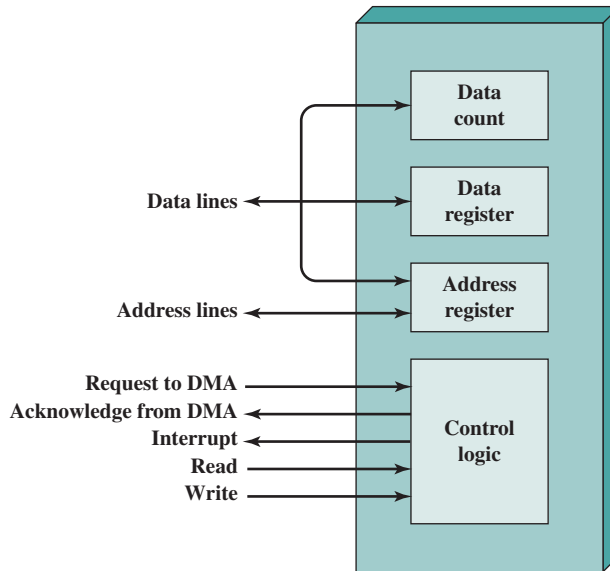 Data
count
Data lines
Data
register
Address
register
Address lines
Request to DMA
Acknowledge from DMA
Interrupt
Read
Write
Control
logic